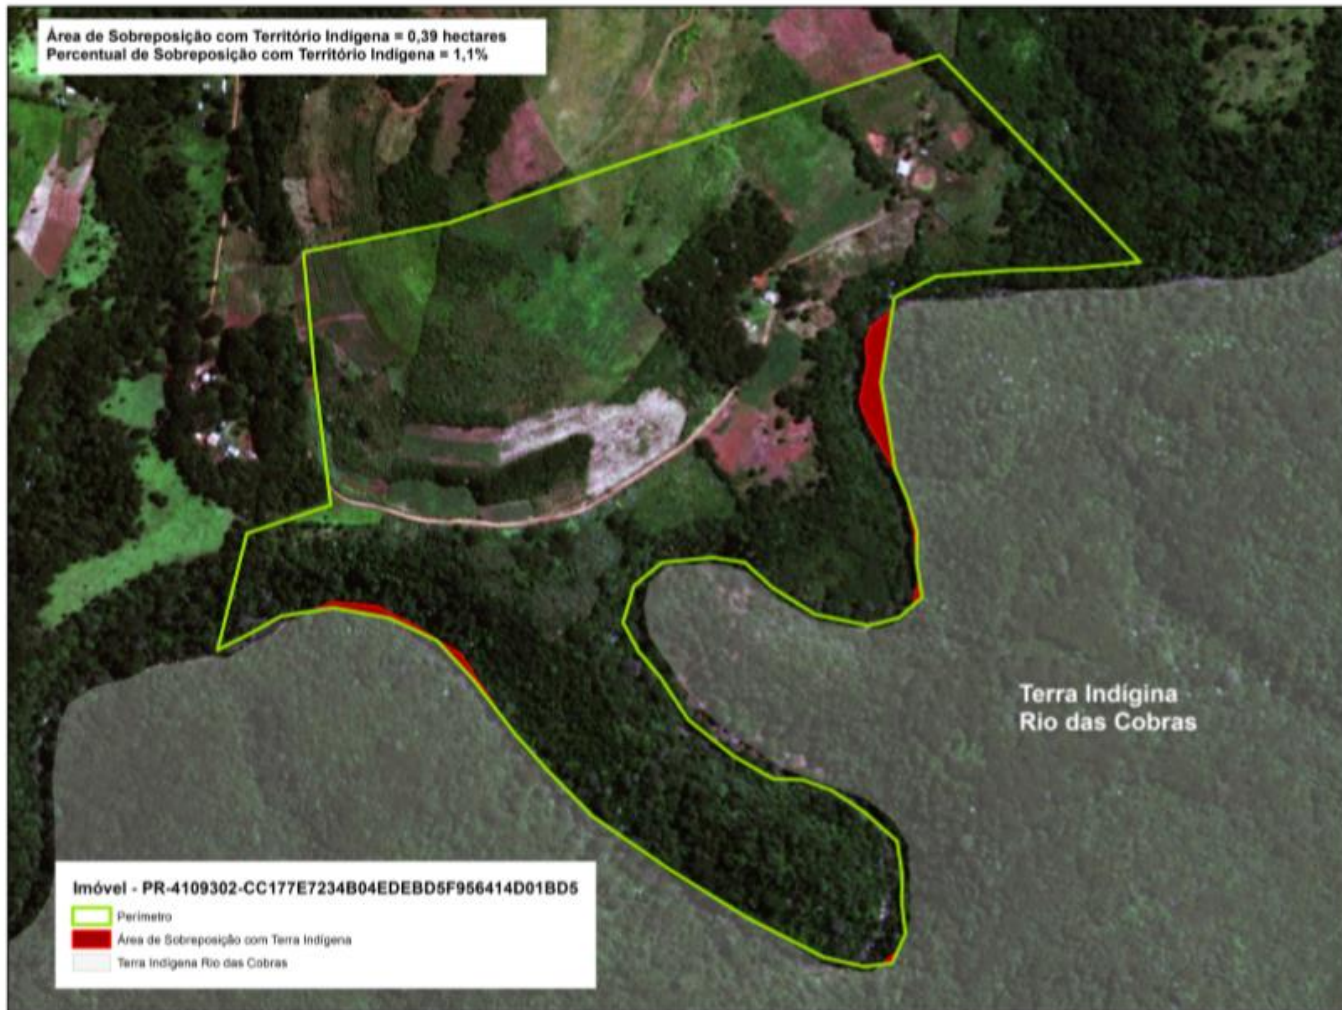 Área de Sobreposição com Território Indígena = 0,39 hectares
Percentual de Sobreposição com Território Indígena = 1,1%
Terra Indígina
Rio das Cobras
Imóvel - PR-4109302-CC177E7234B04EDEBD5F956414D01BD5
Perímetro
Área de Sobreposição com Terra Indígena
Terra Indígena Rio das Cobras